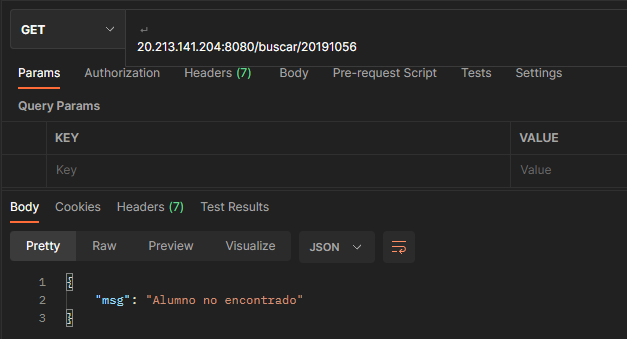 GET
↵
20.213.141.204:8080/buscar/20191056
Params Authorization Headers (7) Body Pre-request Script Tests Settings
Query Params
KEY VALUE
Key Value
Body Cookies Headers (7) Test Results
Pretty Raw Preview Visualize JSON
1 {
2 "msg": "Alumno no encontrado"
3 }